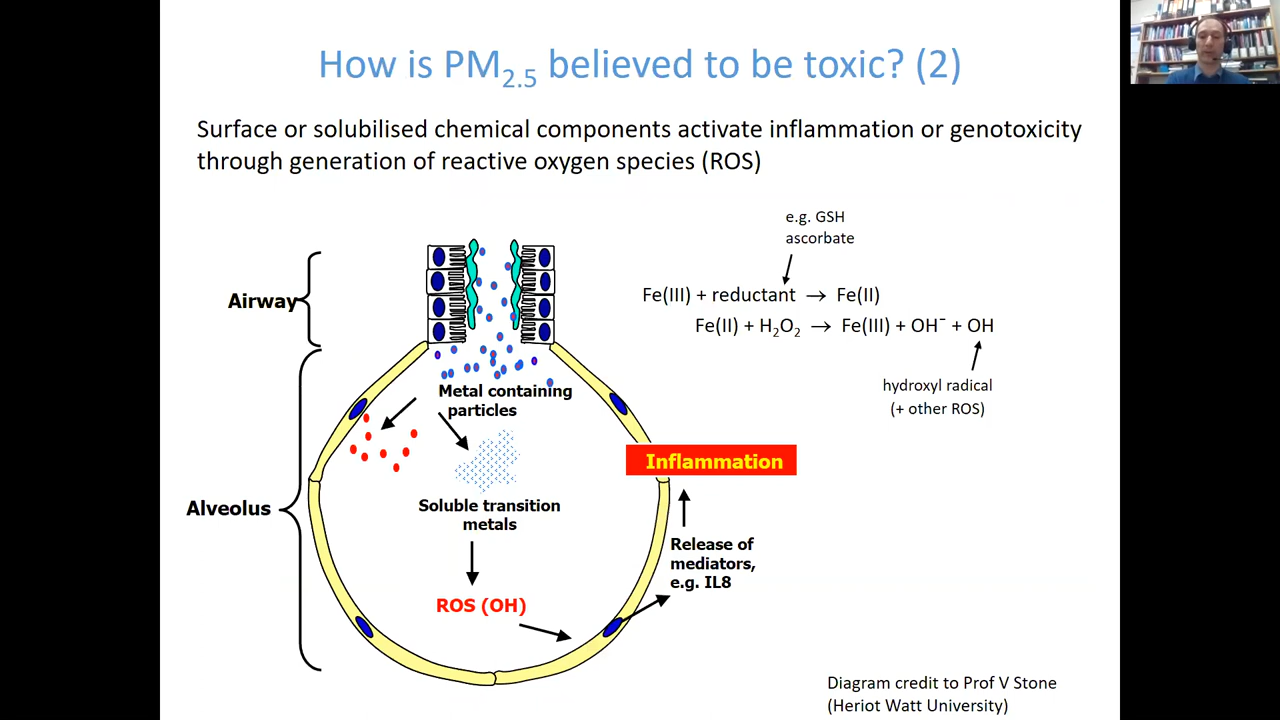 How is PM2.5 believed to be toxic? (2)
Surface or solubilised chemical components activate inflammation or genotoxicity
through generation of reactive oxygen species (ROS)
e.g. GSH
ascorbate
Fe(III) + reductant → Fe(II)
Fe(II) + H₂O₂ → Fe(III) + OH⁻ + OH
hydroxyl radical
(+ other ROS)
Airway
Metal containing
particles
Inflammation
Alveolus
Soluble transition
metals
Release of
mediators,
e.g. IL8
ROS (OH)
Diagram credit to Prof V Stone
(Heriot Watt University)